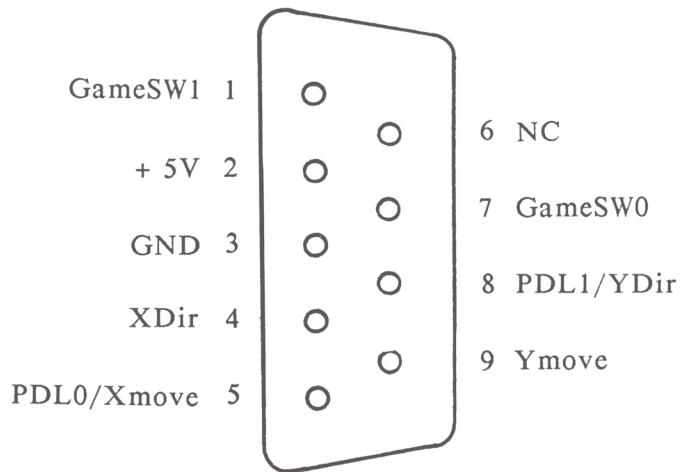 GameSW1 1
6 NC
+ 5V 2
7 GameSW0
GND 3
8 PDL1/YDir
XDir 4
9 Ymove
PDL0/Xmove 5